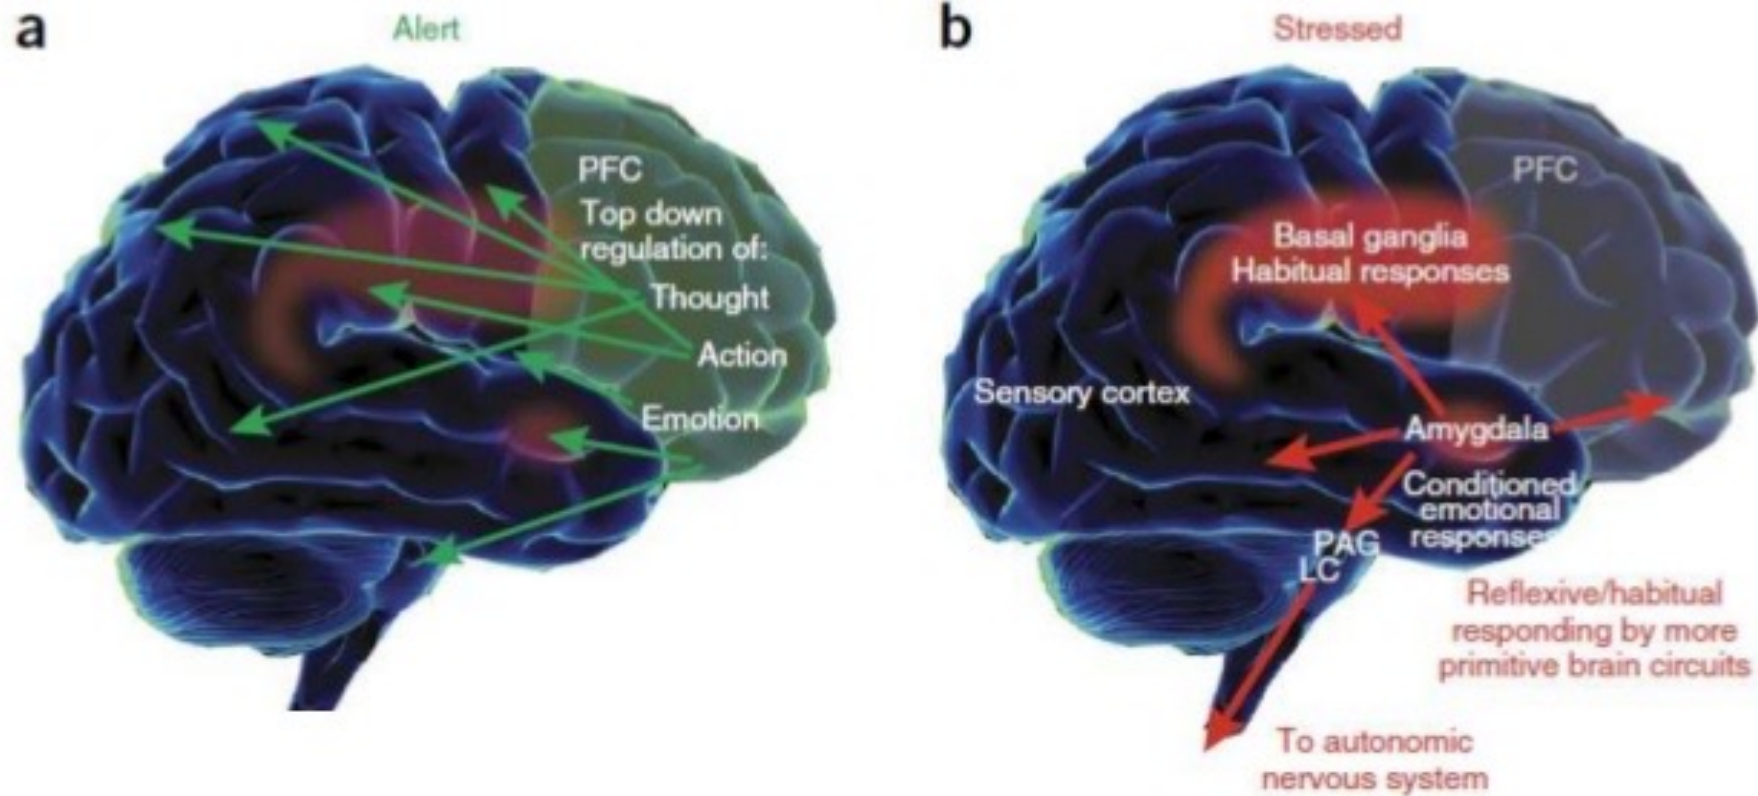 a
Alert
PFC
Top down
regulation of:
Thought
Action
Emotion
b
Stressed
PFC
Basal ganglia
Habitual responses
Sensory cortex
Amygdala
Conditioned
emotional
responses
PAG
LC
Reflexive/habitual
responding by more
primitive brain circuits
To autonomic
nervous system